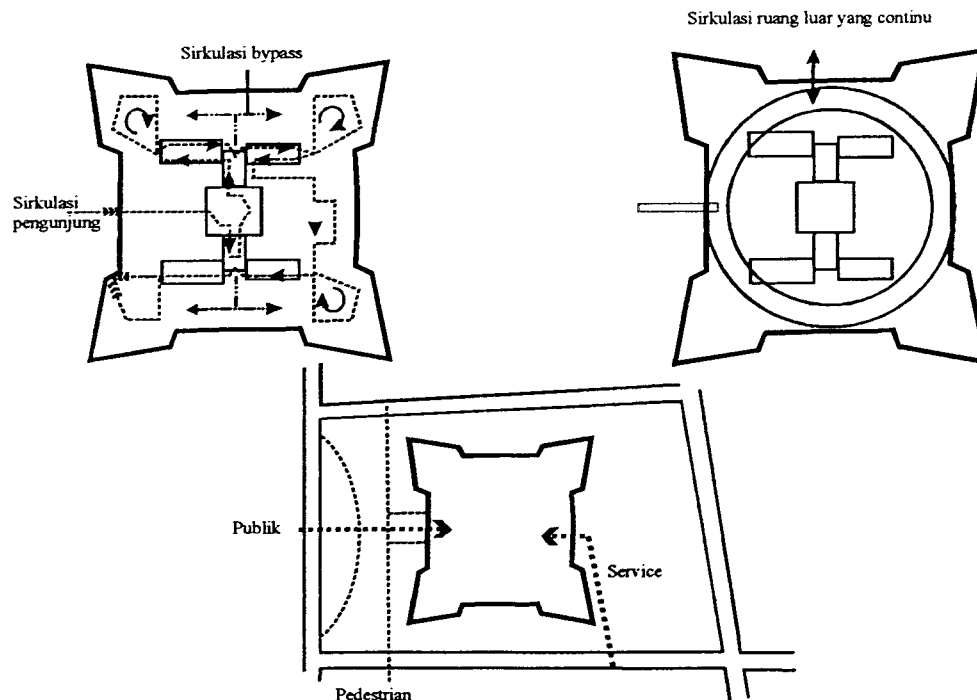 Sirkulasi bypass
Sirkulasi ruang luar yang continu
Sirkulasi
pengunjung
Publik
Service
Pedestrian